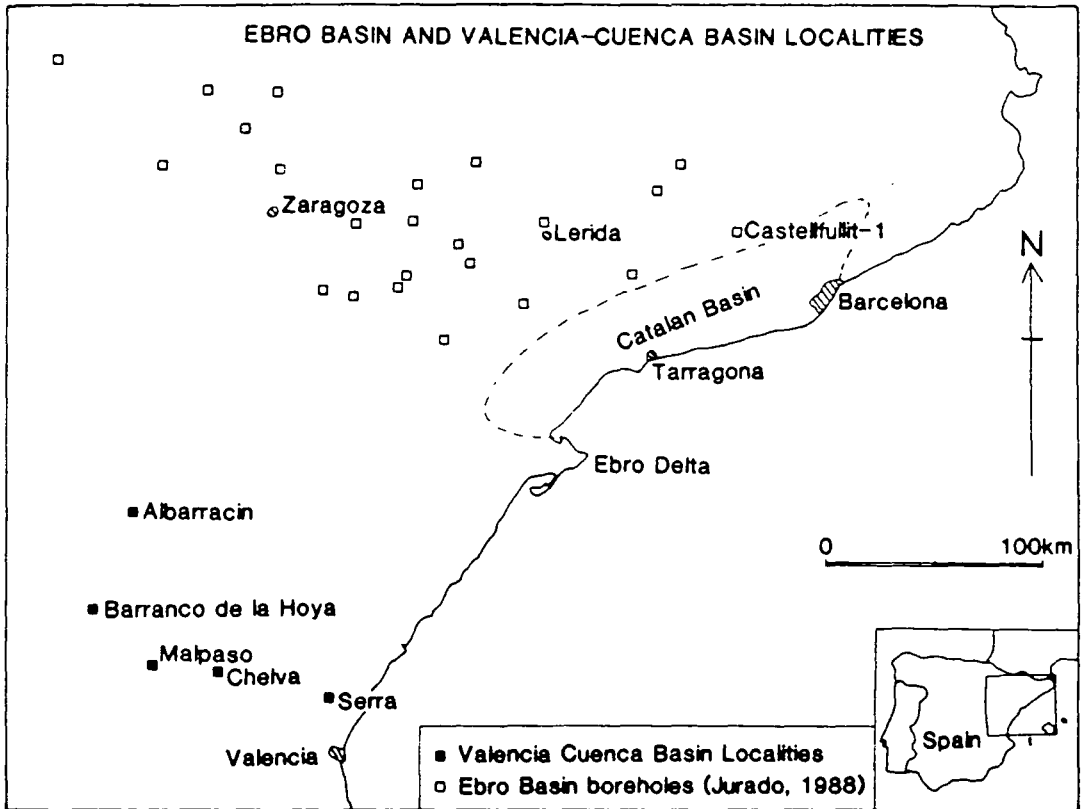 EBRO BASIN AND VALENCIA-CUENCA BASIN LOCALITIES
Zaragoza
Lerida
Castellfullit-1
N
Barcelona
Catalan Basin
Tarragona
Ebro Delta
Albarracin
0 100km
Barranco de la Hoya
Malpaso
Chelva
Serra
Valencia
Spain
Valencia Cuenca Basin Localities
Ebro Basin boreholes (Jurado, 1988)